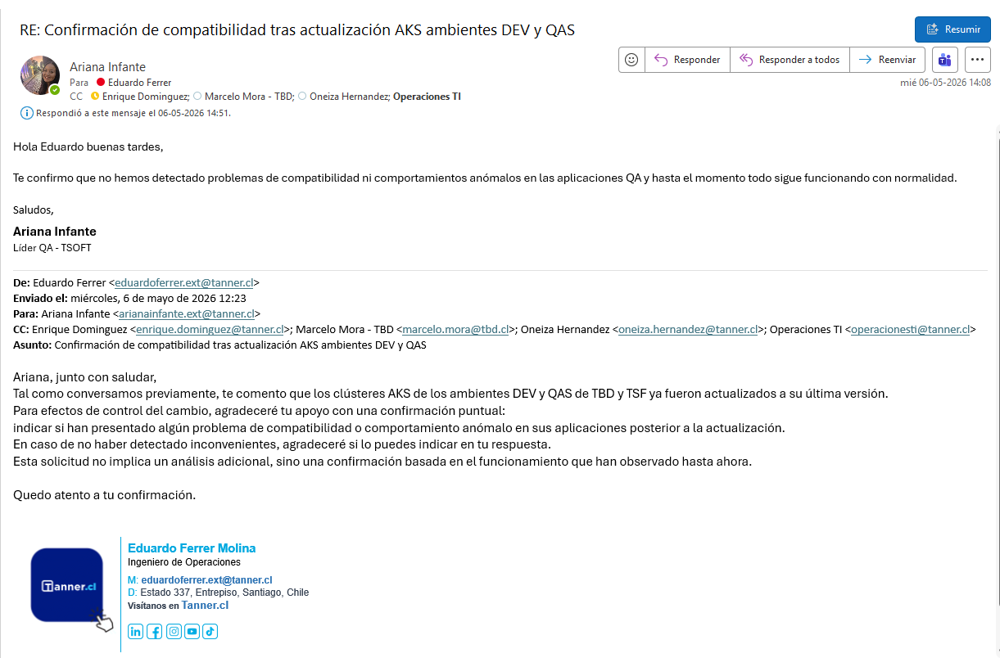 RE: Confirmación de compatibilidad tras actualización AKS ambientes DEV y QAS
Resumir
Ariana Infante
Para Eduardo Ferrer
CC Enrique Dominguez; Marcelo Mora - TBD; Oneiza Hernandez; Operaciones TI
Responder
Responder a todos
Reenviar
mié 06-05-2026 14:08
Respondió a este mensaje el 06-05-2026 14:51.
Hola Eduardo buenas tardes,
Te confirmo que no hemos detectado problemas de compatibilidad ni comportamientos anómalos en las aplicaciones QA y hasta el momento todo sigue funcionando con normalidad.
Saludos,
Ariana Infante
Líder QA - TSOFT
De: Eduardo Ferrer <eduardoferrer.ext@tanner.cl>
Enviado el: miércoles, 6 de mayo de 2026 12:23
Para: Ariana Infante <arianainfante.ext@tanner.cl>
CC: Enrique Dominguez <enrique.dominguez@tanner.cl>; Marcelo Mora - TBD <marcelo.mora@tbd.cl>; Oneiza Hernandez <oneiza.hernandez@tanner.cl>; Operaciones TI <operacionesti@tanner.cl>
Asunto: Confirmación de compatibilidad tras actualización AKS ambientes DEV y QAS
Ariana, junto con saludar,
Tal como conversamos previamente, te comento que los clústeres AKS de los ambientes DEV y QAS de TBD y TSF ya fueron actualizados a su última versión.
Para efectos de control del cambio, agradeceré tu apoyo con una confirmación puntual:
indicar si han presentado algún problema de compatibilidad o comportamiento anómalo en sus aplicaciones posterior a la actualización.
En caso de no haber detectado inconvenientes, agradeceré si lo puedes indicar en tu respuesta.
Esta solicitud no implica un análisis adicional, sino una confirmación basada en el funcionamiento que han observado hasta ahora.
Quedo atento a tu confirmación.
Tanner.cl
Eduardo Ferrer Molina
Ingeniero de Operaciones
M: eduardoferrer.ext@tanner.cl
D: Estado 337, Entrepiso, Santiago, Chile
Visítanos en Tanner.cl